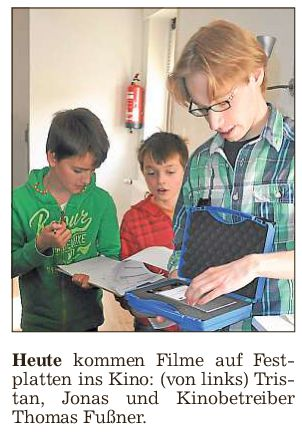 Heute kommen Filme auf Fest-
platten ins Kino: (von links) Tris-
tan, Jonas und Kinobetreiber
Thomas Fußner.